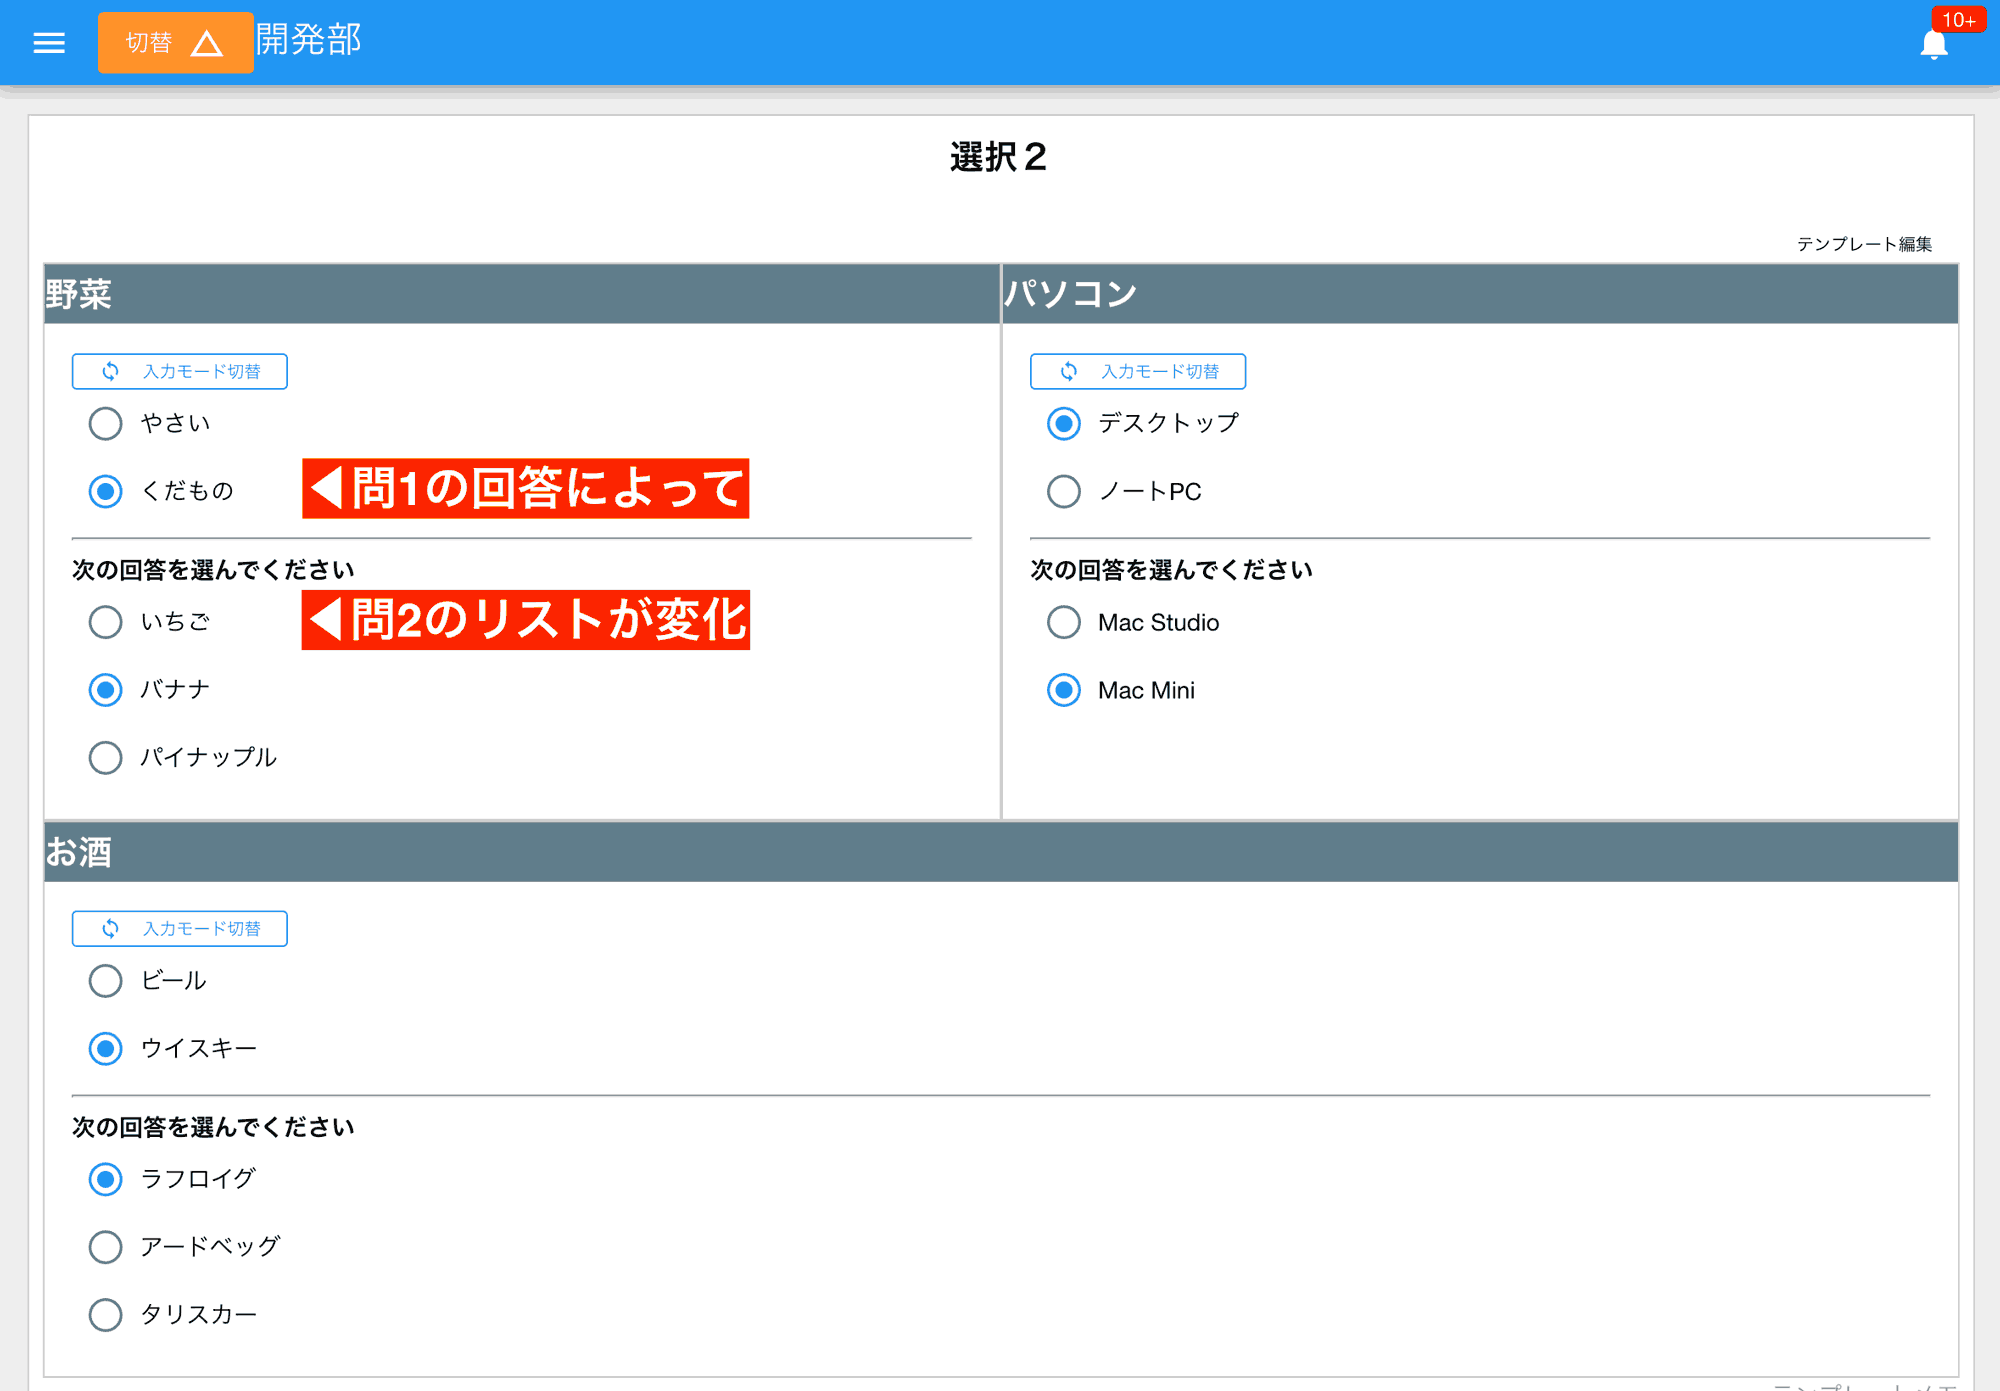 切替
開発部
10+
選択２
テンプレート編集
野菜
入力モード切替
やさい
くだもの
◀問1の回答によって
次の回答を選んでください
いちご
◀問2のリストが変化
バナナ
パイナップル
パソコン
入力モード切替
デスクトップ
ノートPC
次の回答を選んでください
Mac Studio
Mac Mini
お酒
入力モード切替
ビール
ウイスキー
次の回答を選んでください
ラフロイグ
アードベッグ
タリスカー